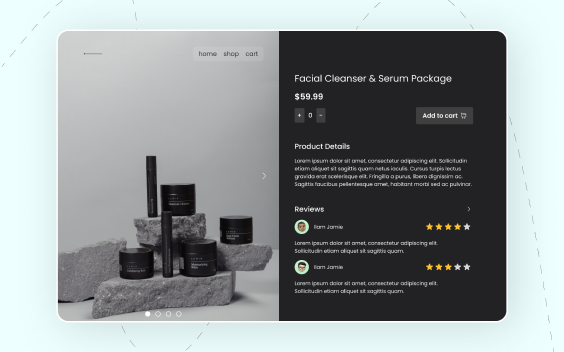 home shop cart
Facial Cleanser & Serum Package
$59.99
+ 0 -
Add to cart
Product Details
Lorem ipsum dolor sit amet, consectetur adipiscing elit. Sollicitudin
etiam aliquet sit sagittis quam netus iaculis. Cursus turpis lectus
gravida erat scelerisque elit. Fringilla a purus, libero dignissim ac.
Sagittis faucibus pellentesque amet, habitant morbi sed ac pulvinar.
Reviews
Iliam Jamie
Lorem ipsum dolor sit amet, consectetur adipiscing elit.
Sollicitudin etiam aliquet sit sagittis quam.
Iliam Jamie
Lorem ipsum dolor sit amet, consectetur adipiscing elit.
Sollicitudin etiam aliquet sit sagittis quam.